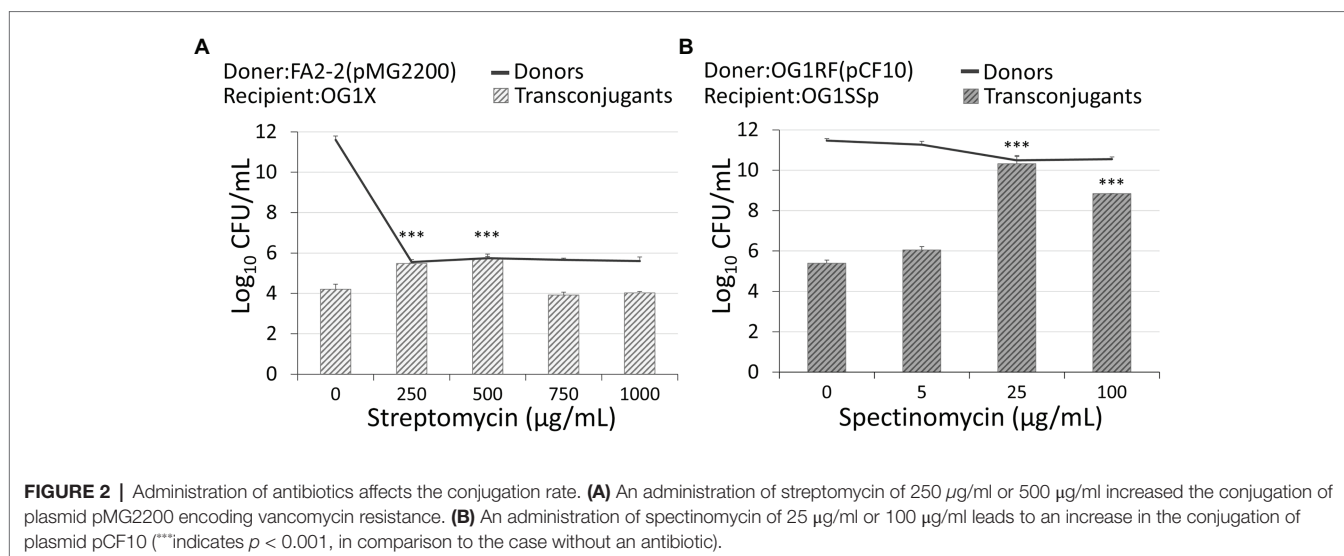 A
Doner:FA2-2(pMG2200)
Recipient:OG1X
Donors
Transconjugants
12
10
8
6
4
2
0
Log10 CFU/mL
***
***
0 250 500 750 1000
Streptomycin (µg/mL)
B
Doner:OG1RF(pCF10)
Recipient:OG1SSp
Donors
Transconjugants
12
10
8
6
4
2
0
Log10 CFU/mL
***
***
0 5 25 100
Spectinomycin (µg/mL)
FIGURE 2 | Administration of antibiotics affects the conjugation rate. (A) An administration of streptomycin of 250 µg/ml or 500 µg/ml increased the conjugation of
plasmid pMG2200 encoding vancomycin resistance. (B) An administration of spectinomycin of 25 µg/ml or 100 µg/ml leads to an increase in the conjugation of
plasmid pCF10 (***indicates p < 0.001, in comparison to the case without an antibiotic).